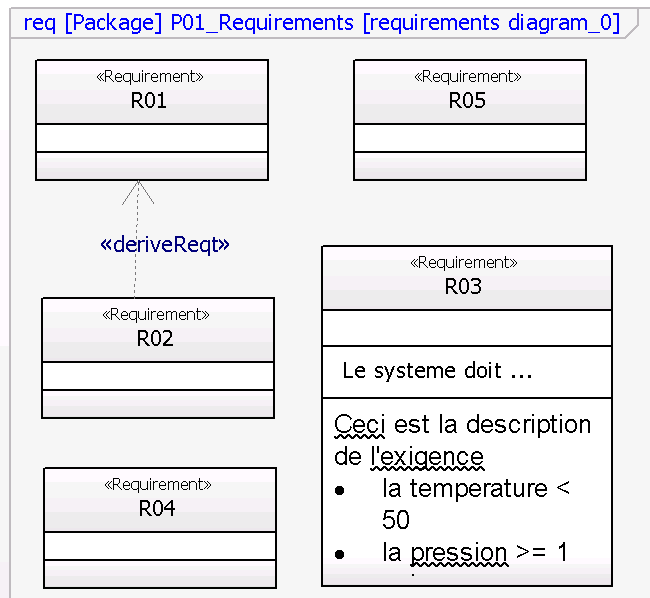 req [Package] P01_Requirements [requirements diagram_0]
«Requirement»
R01
«Requirement»
R05
«deriveReqt»
«Requirement»
R02
«Requirement»
R03
Le systeme doit ...
Ceci est la description
de l'exigence
• la temperature <
50
• la pression >= 1
«Requirement»
R04